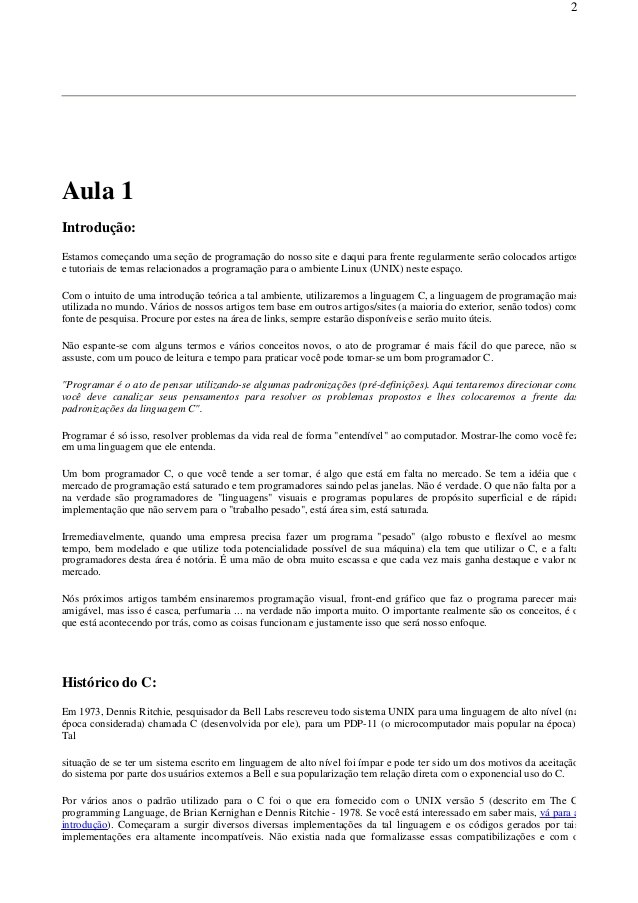 2
Aula 1
Introdução:
Estamos começando uma seção de programação do nosso site e daqui para frente regularmente serão colocados artigos
e tutoriais de temas relacionados a programação para o ambiente Linux (UNIX) neste espaço.
Com o intuito de uma introdução teórica a tal ambiente, utilizaremos a linguagem C, a linguagem de programação mais
utilizada no mundo. Vários de nossos artigos tem base em outros artigos/sites (a maioria do exterior, senão todos) como
fonte de pesquisa. Procure por estes na área de links, sempre estarão disponíveis e serão muito úteis.
Não espante-se com alguns termos e vários conceitos novos, o ato de programar é mais fácil do que parece, não se
assuste, com um pouco de leitura e tempo para praticar você pode tornar-se um bom programador C.
"Programar é o ato de pensar utilizando-se algumas padronizações (pré-definições). Aqui tentaremos direcionar como
você deve canalizar seus pensamentos para resolver os problemas propostos e lhes colocaremos a frente das
padronizações da linguagem C".
Programar é só isso, resolver problemas da vida real de forma "entendível" ao computador. Mostrar-lhe como você fez
em uma linguagem que ele entenda.
Um bom programador C, o que você tende a ser tornar, é algo que está em falta no mercado. Se tem a idéia que o
mercado de programação está saturado e tem programadores saindo pelas janelas. Não é verdade. O que não falta por a
na verdade são programadores de "linguagens" visuais e programas populares de propósito superficial e de rápida
implementação que não servem para o "trabalho pesado", está área sim, está saturada.
Irremediavelmente, quando uma empresa precisa fazer um programa "pesado" (algo robusto e flexível ao mesmo
tempo, bem modelado e que utilize toda potencialidade possível de sua máquina) ela tem que utilizar o C, e a falta
programadores desta área é notória. É uma mão de obra muito escassa e que cada vez mais ganha destaque e valor no
mercado.
Nós próximos artigos também ensinaremos programação visual, front-end gráfico que faz o programa parecer mais
amigável, mas isso é casca, perfumaria ... na verdade não importa muito. O importante realmente são os conceitos, é o
que está acontecendo por trás, como as coisas funcionam e justamente isso que será nosso enfoque.
Histórico do C:
Em 1973, Dennis Ritchie, pesquisador da Bell Labs rescreveu todo sistema UNIX para uma linguagem de alto nível (na
época considerada) chamada C (desenvolvida por ele), para um PDP-11 (o microcomputador mais popular na época)
Tal
situação de se ter um sistema escrito em linguagem de alto nível foi ímpar e pode ter sido um dos motivos da aceitação
do sistema por parte dos usuários externos a Bell e sua popularização tem relação direta com o exponencial uso do C.
Por vários anos o padrão utilizado para o C foi o que era fornecido com o UNIX versão 5 (descrito em The C
programming Language, de Brian Kernighan e Dennis Ritchie - 1978. Se você está interessado em saber mais, vá para a
introdução). Começaram a surgir diversos diversas implementações da tal linguagem e os códigos gerados por tais
implementações era altamente incompatíveis. Não existia nada que formalizasse essas compatibilizações e com o